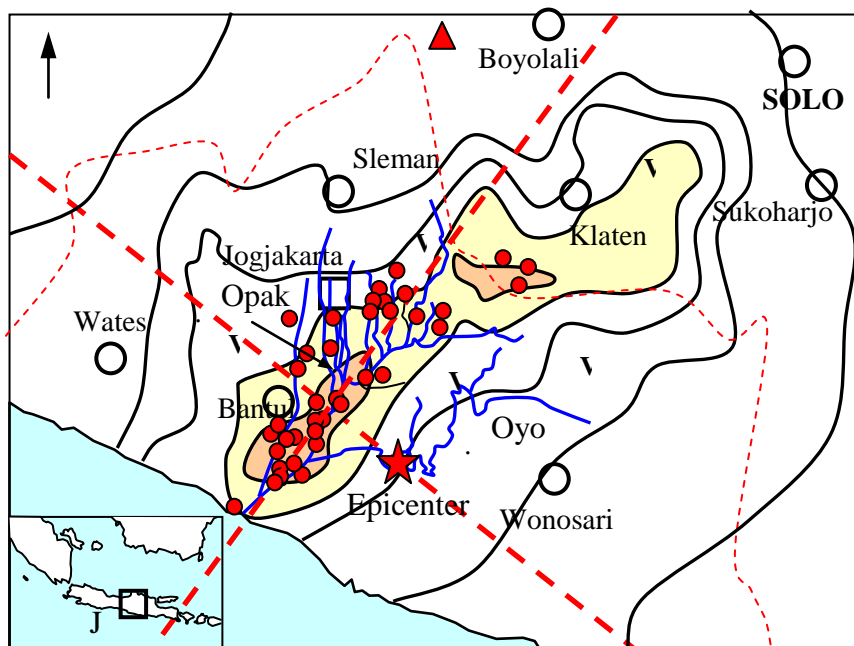 Boyolali
SOLO
Sleman
Sukoharjo
Klaten
Jogjakarta
Opak
Wates
Bantul
Oyo
Epicenter
Wonosari
J